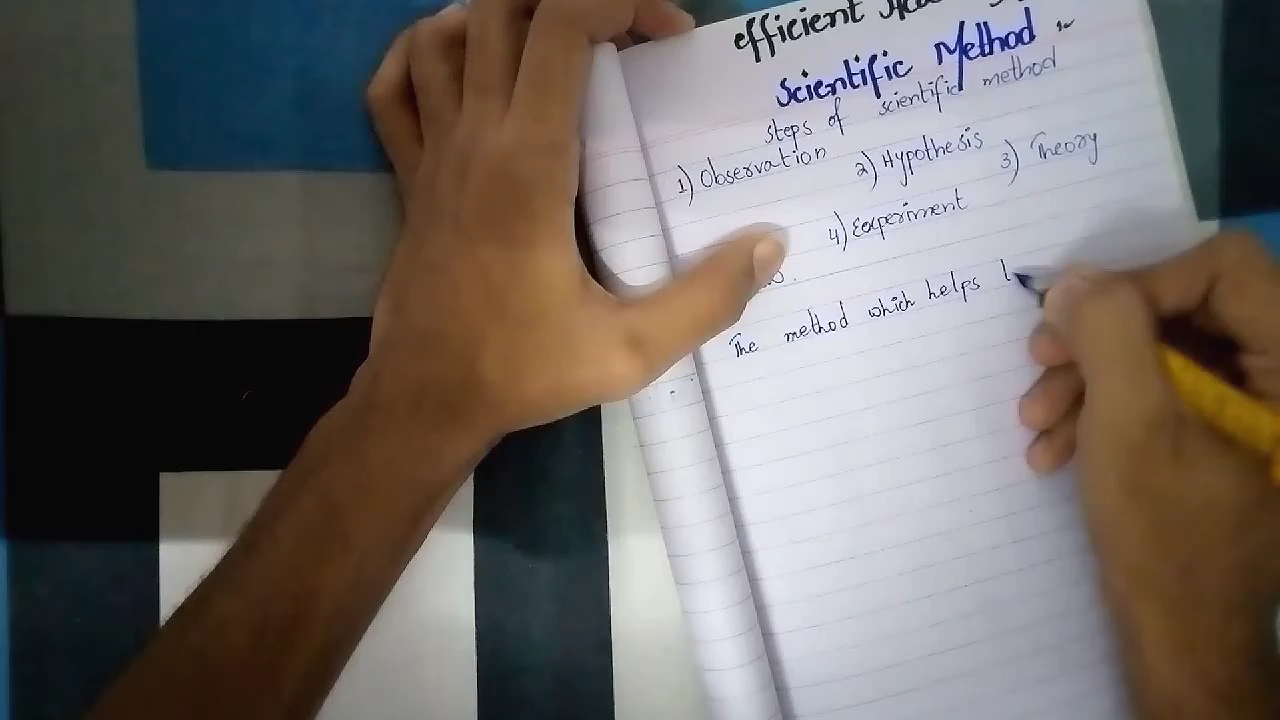 efficient
Scientific Method :-
steps of scientific method
1) Observation 2) Hypothesis 3) Theory
4) Experiment
The method which helps